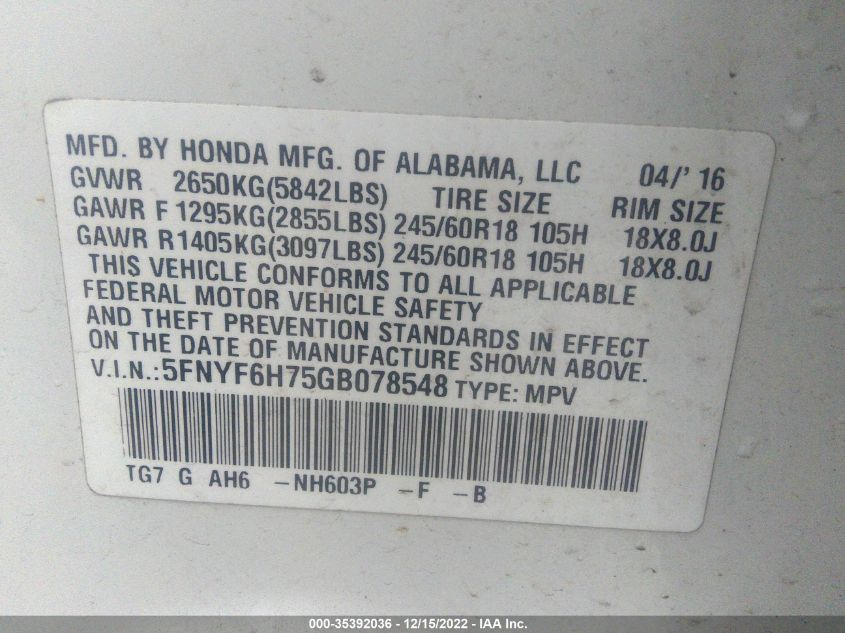 MFD. BY HONDA MFG. OF ALABAMA, LLC 04/' 16
GVWR 2650KG(5842LBS) TIRE SIZE RIM SIZE
GAWR F 1295KG(2855LBS) 245/60R18 105H 18X8.0J
GAWR R1405KG(3097LBS) 245/60R18 105H 18X8.0J
THIS VEHICLE CONFORMS TO ALL APPLICABLE
FEDERAL MOTOR VEHICLE SAFETY
AND THEFT PREVENTION STANDARDS IN EFFECT
ON THE DATE OF MANUFACTURE SHOWN ABOVE.
V.I.N.:5FNYF6H75GB078548 TYPE: MPV
TG7 G AH6 -NH603P -F -B
000-35392036 - 12/15/2022 - IAA Inc.